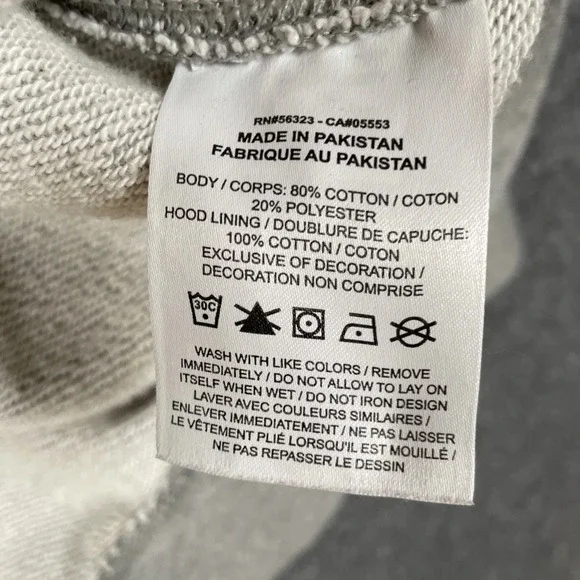 RN#56323 - CA#05553
MADE IN PAKISTAN
FABRIQUE AU PAKISTAN
BODY / CORPS: 80% COTTON / COTON
20% POLYESTER
HOOD LINING / DOUBLURE DE CAPUCHE:
100% COTTON / COTON
EXCLUSIVE OF DECORATION /
DECORATION NON COMPRISE
30C
WASH WITH LIKE COLORS / REMOVE
IMMEDIATELY / DO NOT ALLOW TO LAY ON
ITSELF WHEN WET / DO NOT IRON DESIGN
LAVER AVEC COULEURS SIMILAIRES /
ENLEVER IMMEDIATEMENT / NE PAS LAISSER
LE VÊTEMENT PLIÉ LORSQU'IL EST MOUILLÉ /
NE PAS REPASSER LE DESSIN